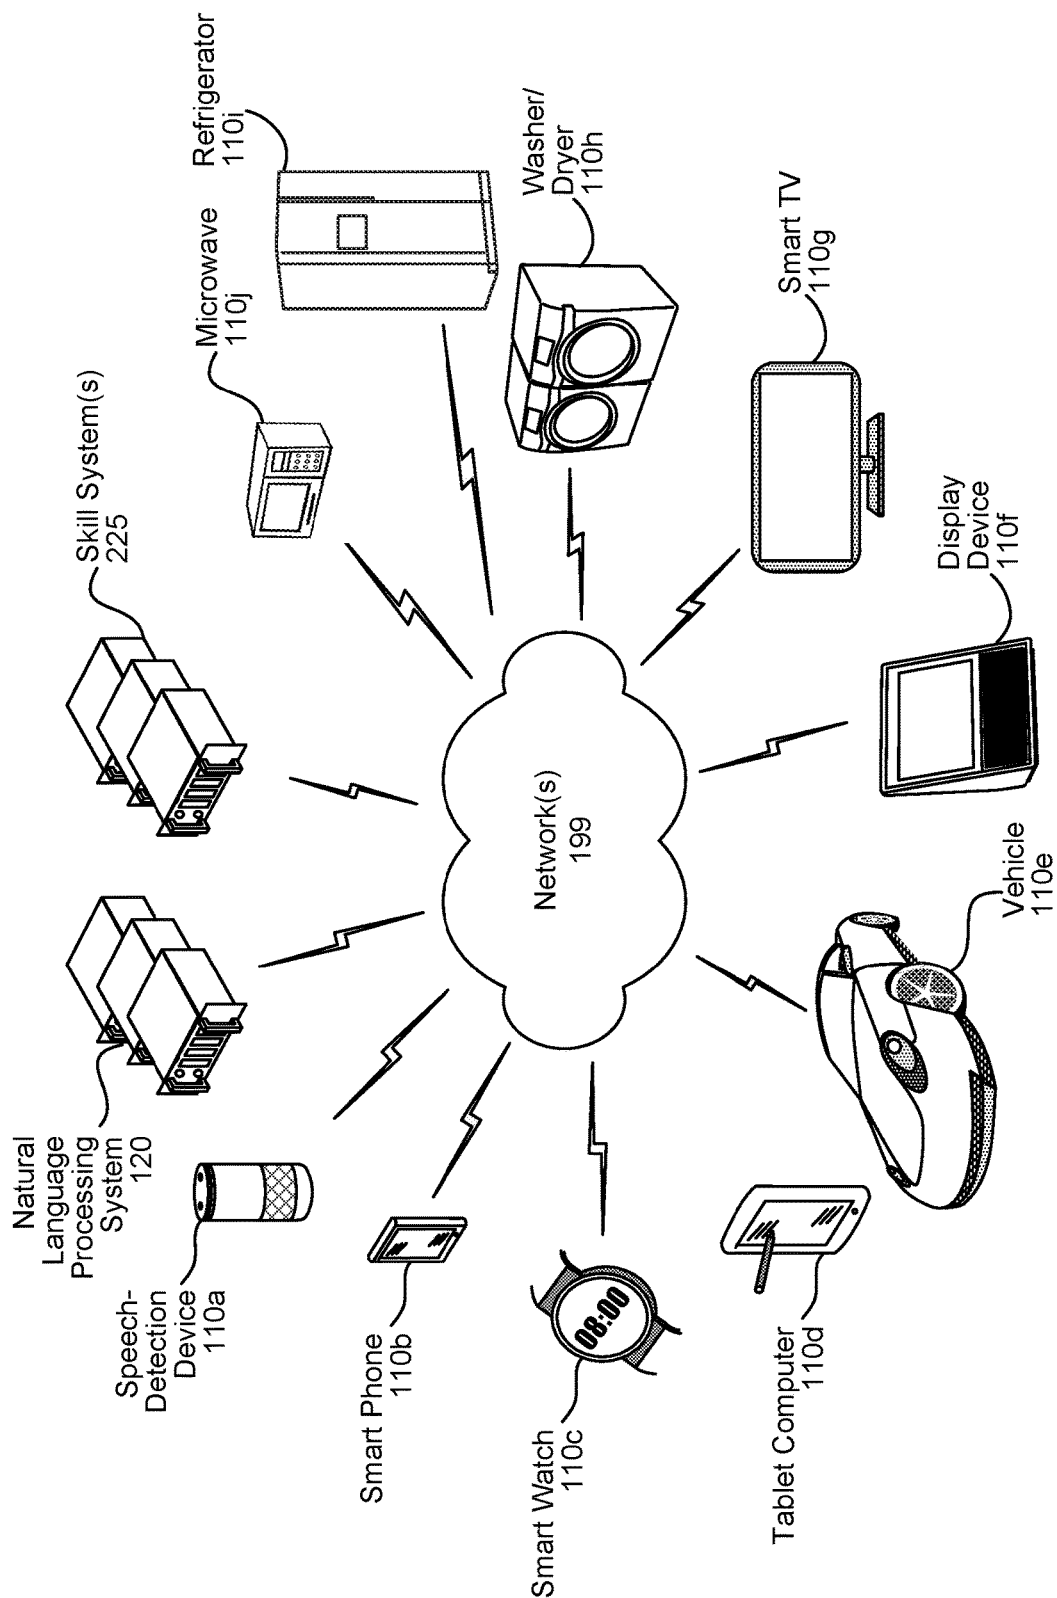 Natural
Language
Processing
System
120
Skill System(s)
225
Microwave
110j
Refrigerator
110i
Speech-
Detection
Device
110a
Smart Phone
110b
Washer/
Dryer
110h
Network(s)
199
Smart Watch
110c
08:00
Smart TV
110g
Tablet Computer
110d
Display
Device
110f
Vehicle
110e